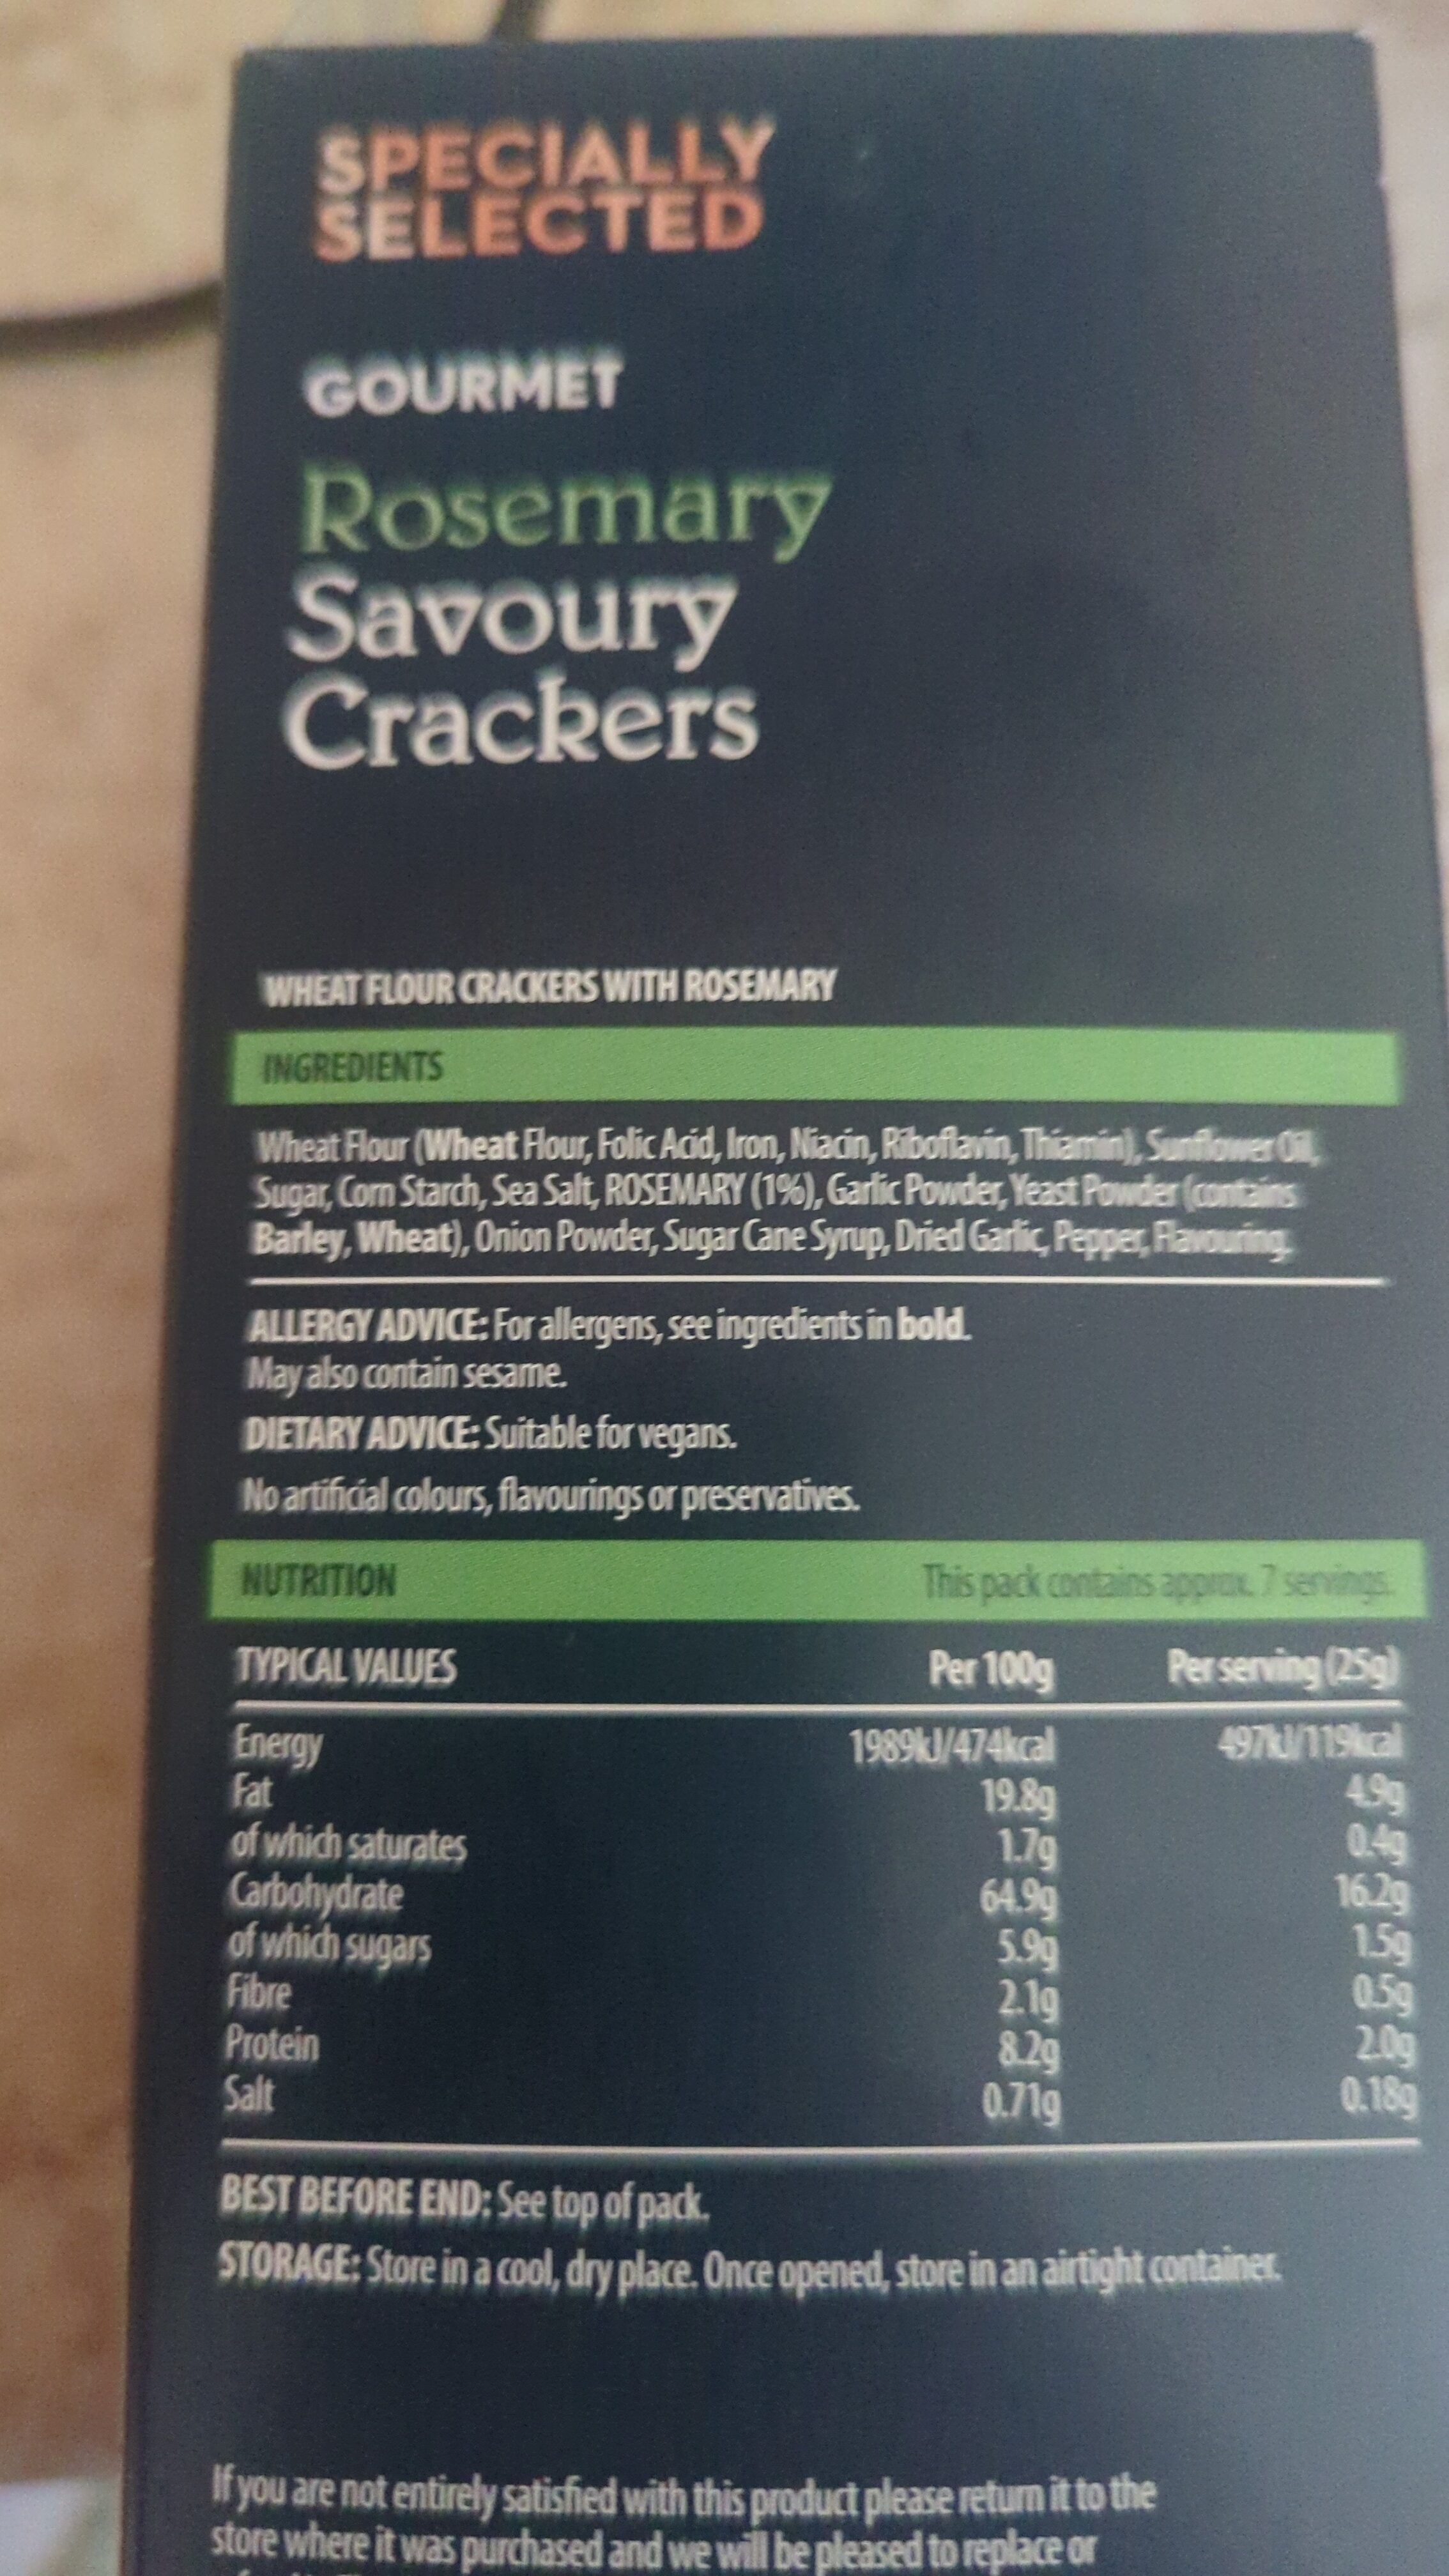 SPECIALLY
SELECTED
GOURMET
Rosemary
Savoury
Crackers
WHEAT FLOUR CRACKERS WITH ROSEMARY
INGREDIENTS
Wheat Flour (Wheat Flour, Folic Acid, Iron, Niacin, Riboflavin, Thiamin), Sunflower Oil,
Sugar, Corn Starch, Sea Salt, ROSEMARY (1%), Garlic Powder, Yeast Powder (contains
Barley, Wheat), Onion Powder, Sugar Cane Syrup, Dried Garlic, Pepper, Flavouring.
ALLERGY ADVICE: For allergens, see ingredients in bold.
May also contain sesame.
DIETARY ADVICE: Suitable for vegans.
No artificial colours, flavourings or preservatives.
NUTRITION This pack contains approx. 7 servings.
TYPICAL VALUES Per 100g Per serving (25g)
Energy 1989kJ/474kcal 497kJ/119kcal
Fat 19.8g 4.9g
of which saturates 1.7g 0.4g
Carbohydrate 64.9g 16.2g
of which sugars 5.9g 1.5g
Fibre 2.1g 0.5g
Protein 8.2g 2.0g
Salt 0.71g 0.18g
BEST BEFORE END: See top of pack.
STORAGE: Store in a cool, dry place. Once opened, store in an airtight container.
If you are not entirely satisfied with this product please return it to the
store where it was purchased and we will be pleased to replace or